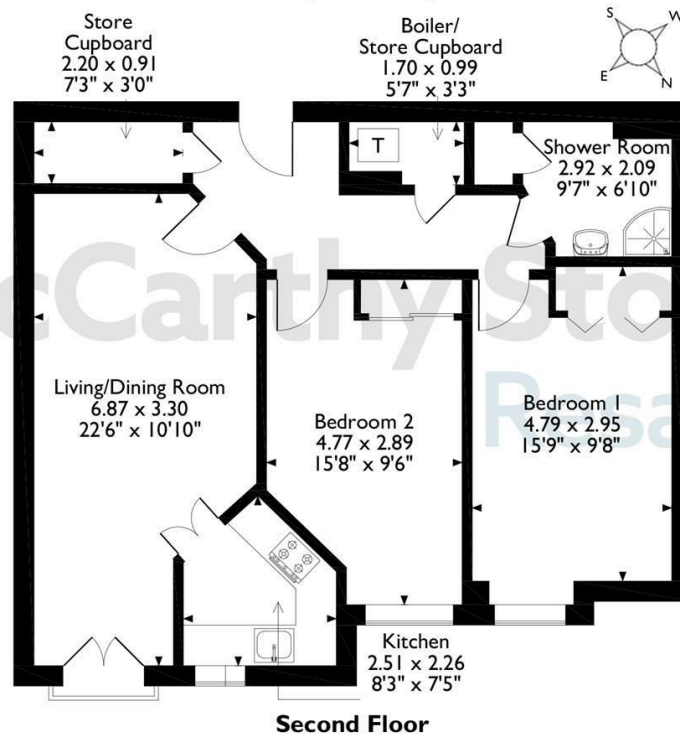 Store
Cupboard
2.20 x 0.91
7'3" x 3'0"
Boiler/
Store Cupboard
1.70 x 0.99
5'7" x 3'3"
S
W
E
N
T
Shower Room
2.92 x 2.09
9'7" x 6'10"
cCarthy Sto
Resa
Living/Dining Room
6.87 x 3.30
22'6" x 10'10"
Bedroom 2
4.77 x 2.89
15'8" x 9'6"
Bedroom 1
4.79 x 2.95
15'9" x 9'8"
Kitchen
2.51 x 2.26
8'3" x 7'5"
Second Floor